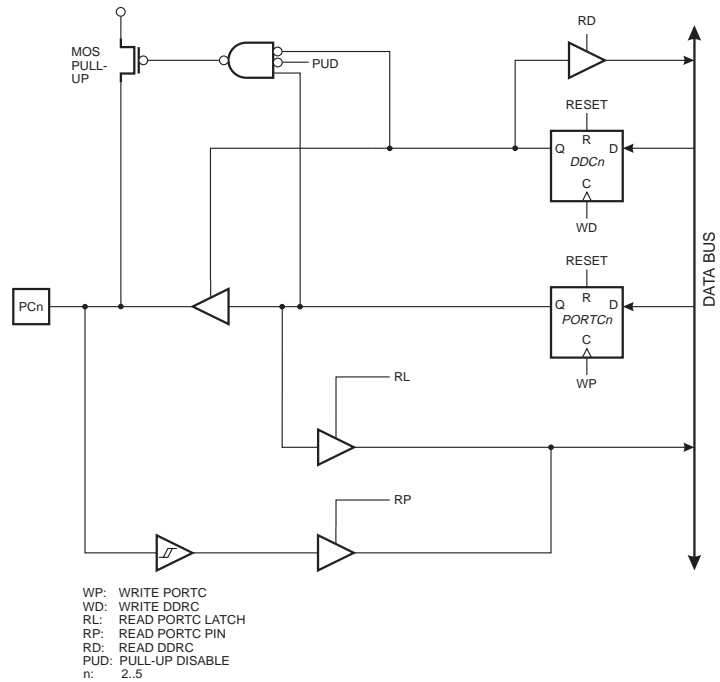 RD
MOS
PULL-
UP
PUD
RESET
R
Q
D
DDCn
C
WD
DATA BUS
RESET
R
PCn
Q
D
PORTCn
C
WP
RL
RP
WP: WRITE PORTC
WD: WRITE DDRC
RL: READ PORTC LATCH
RP: READ PORTC PIN
RD: READ DDRC
PUD: PULL-UP DISABLE
n: 2..5